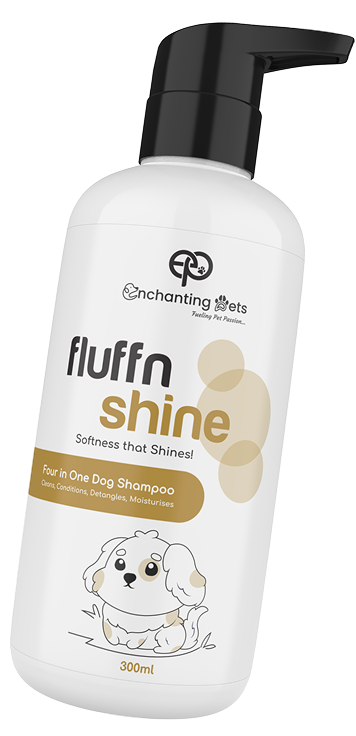 ep
Enchanting Pets
Fueling Pet Passion...
fluffn
shine
Softness that Shines!
Four in One Dog Shampoo
Cleans, Conditions, Detangles, Moisturises
300ml